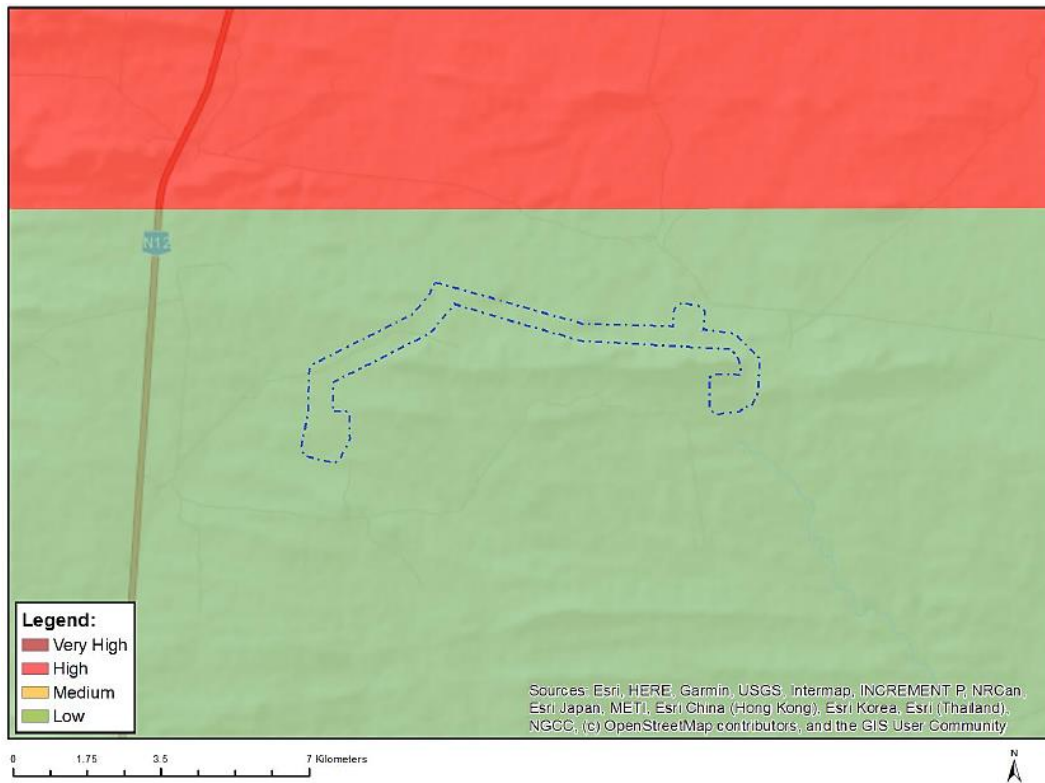 N12
Legend:
Very High
High
Medium
Low
Sources: Esri, HERE, Garmin, USGS, Intermap, INCREMENT P, NRCan,
Esri Japan, METI, Esri China (Hong Kong), Esri Korea, Esri (Thailand),
NGCC, (c) OpenStreetMap contributors, and the GIS User Community
0 1.75 3.5 7 Kilometers
N